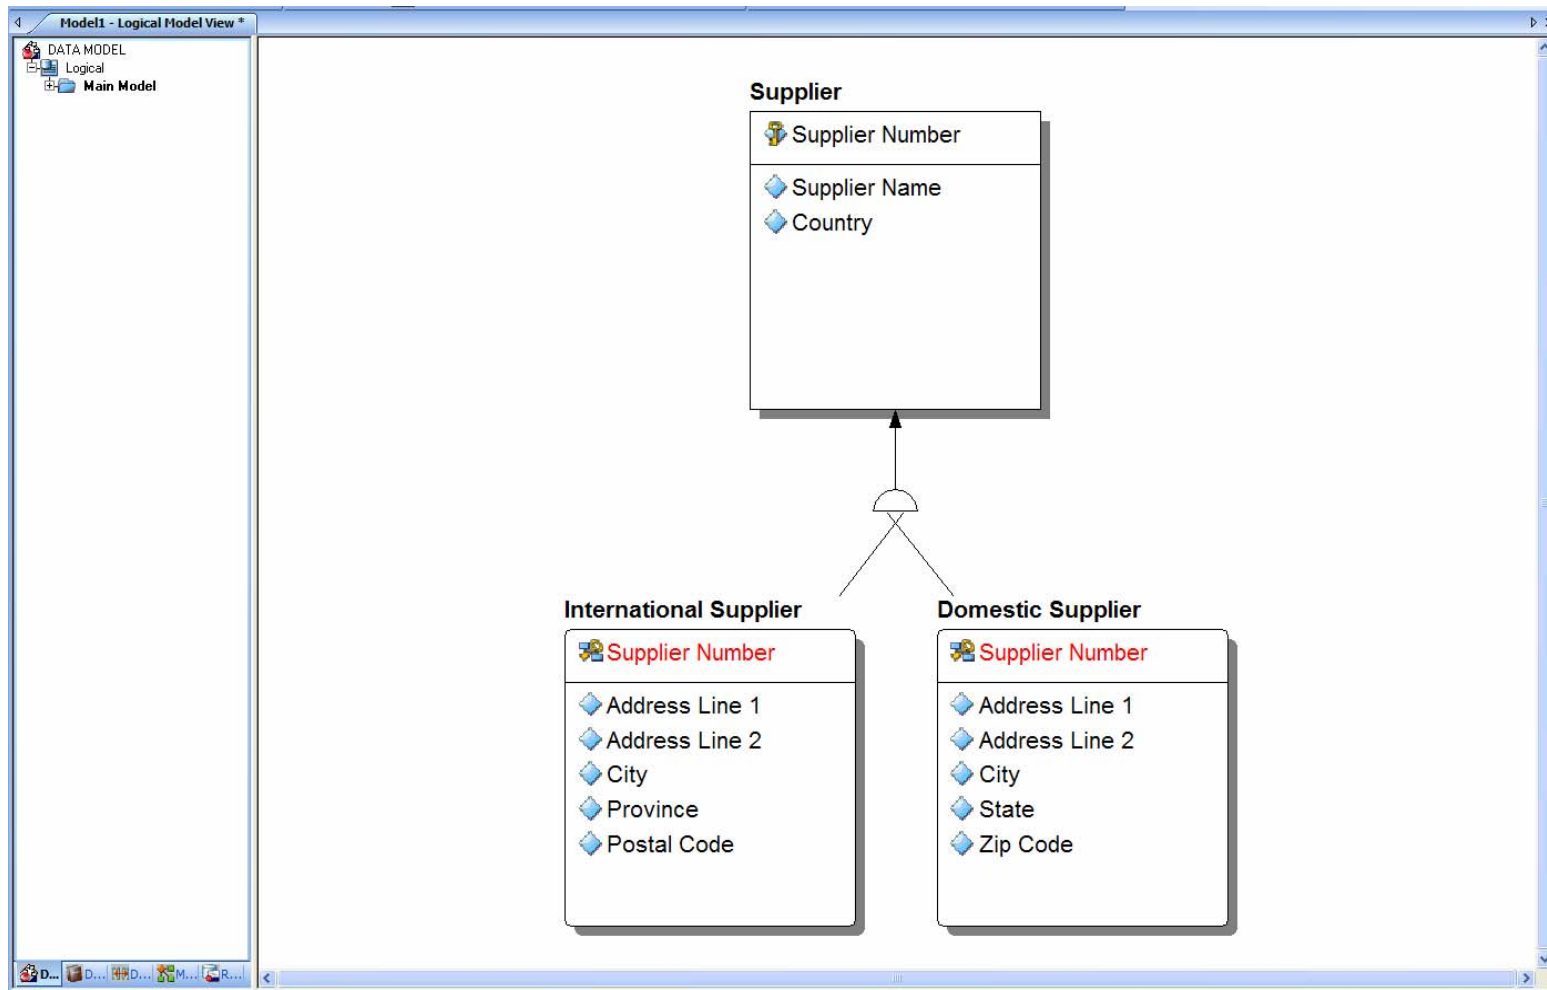 Model1 - Logical Model View *
DATA MODEL
Logical
Main Model
Supplier
Supplier Number
Supplier Name
Country
International Supplier
Supplier Number
Address Line 1
Address Line 2
City
Province
Postal Code
Domestic Supplier
Supplier Number
Address Line 1
Address Line 2
City
State
Zip Code
D... D... D... M... R...